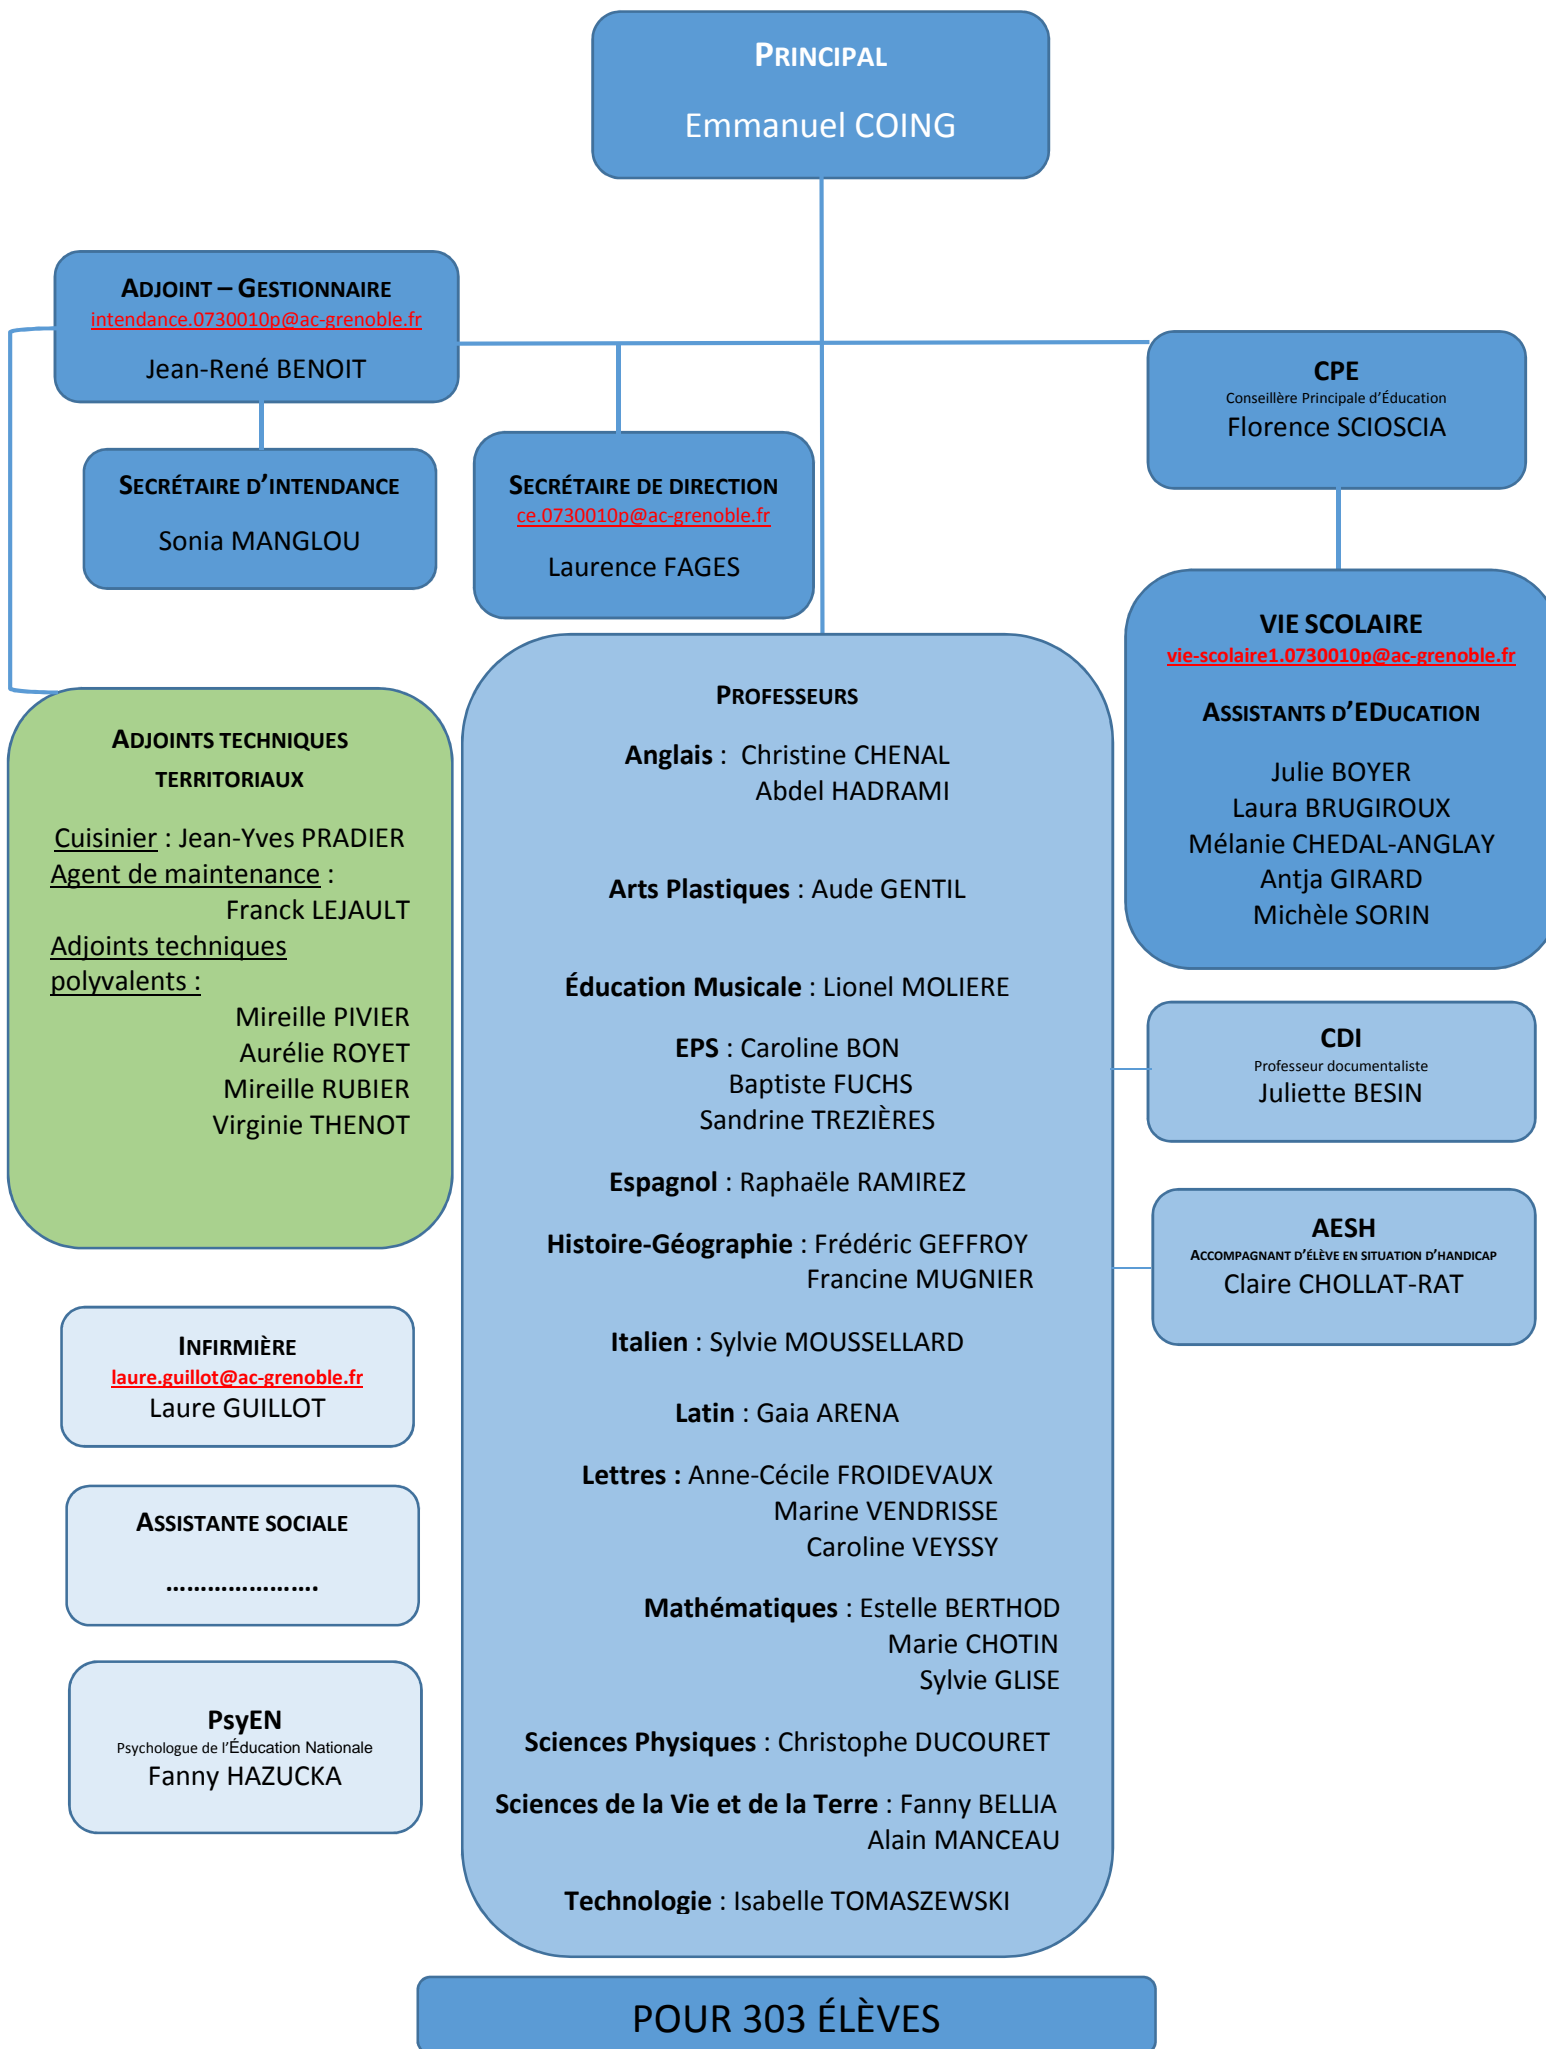 PRINCIPAL
Emmanuel COING
ADJOINT – GESTIONNAIRE
intendance.0730010p@ac-grenoble.fr
Jean-René BENOIT
CPE
Conseillère Principale d'Éducation
Florence SCIOSCIA
SECRÉTAIRE D'INTENDANCE
Sonia MANGLOU
SECRÉTAIRE DE DIRECTION
ce.0730010p@ac-grenoble.fr
Laurence FAGES
VIE SCOLAIRE
vie-scolaire1.0730010p@ac-grenoble.fr
ASSISTANTS D'EDUCATION
Julie BOYER
Laura BRUGIROUX
Mélanie CHEDAL-ANGLAY
Antja GIRARD
Michèle SORIN
ADJOINTS TECHNIQUES
TERRITORIAUX
Cuisinier : Jean-Yves PRADIER
Agent de maintenance :
Franck LEJAULT
Adjoints techniques
polyvalents :
Mireille PIVIER
Aurélie ROYET
Mireille RUBIER
Virginie THENOT
PROFESSEURS
Anglais : Christine CHENAL
Abdel HADRAMI
Arts Plastiques : Aude GENTIL
Éducation Musicale : Lionel MOLIERE
EPS : Caroline BON
Baptiste FUCHS
Sandrine TREZIÈRES
Espagnol : Raphaële RAMIREZ
Histoire-Géographie : Frédéric GEFFROY
Francine MUGNIER
Italien : Sylvie MOUSSELLARD
Latin : Gaia ARENA
Lettres : Anne-Cécile FROIDEVAUX
Marine VENDRISSE
Caroline VEYSSY
Mathématiques : Estelle BERTHOD
Marie CHOTIN
Sylvie GLISE
Sciences Physiques : Christophe DUCOURET
Sciences de la Vie et de la Terre : Fanny BELLIA
Alain MANCEAU
Technologie : Isabelle TOMASZEWSKI
CDI
Professeur documentaliste
Juliette BESIN
AESH
ACCOMPAGNANT D'ÉLÈVE EN SITUATION D'HANDICAP
Claire CHOLLAT-RAT
INFIRMIÈRE
laure.guillot@ac-grenoble.fr
Laure GUILLOT
ASSISTANTE SOCIALE
………………….
PsyEN
Psychologue de l'Éducation Nationale
Fanny HAZUCKA
POUR 303 ÉLÈVES